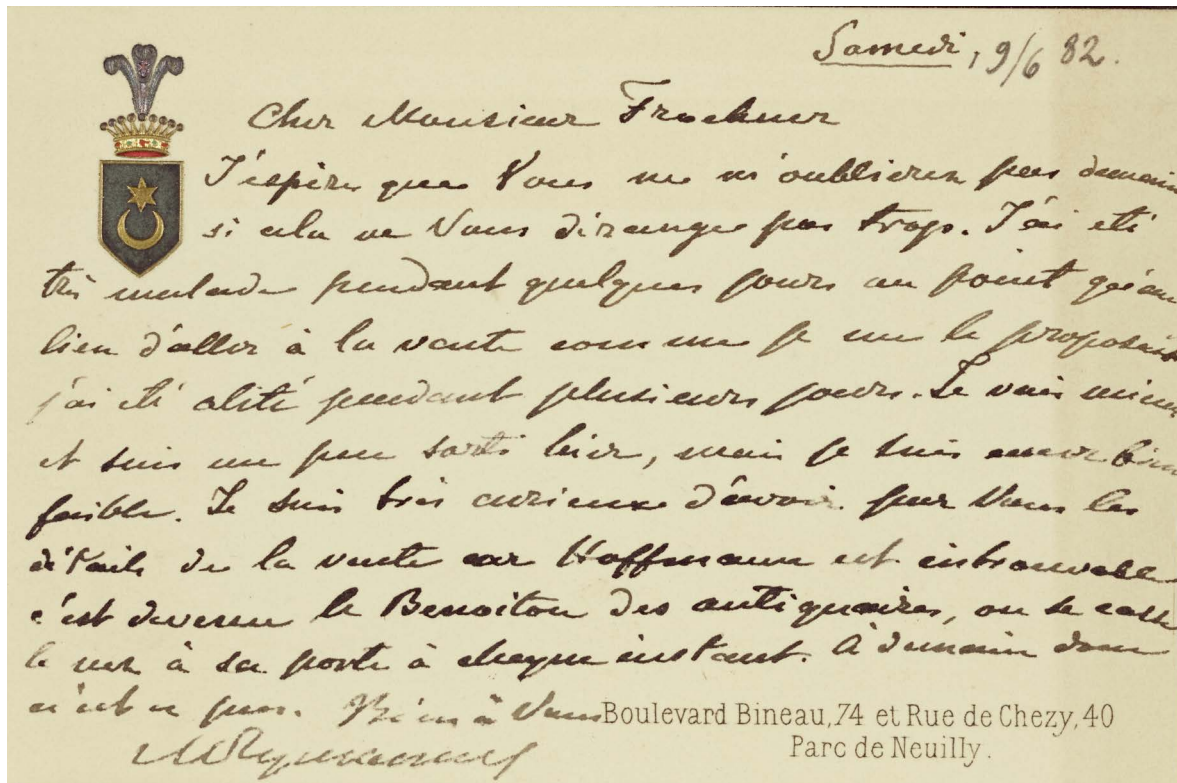 Samedi, 9/6 82.
Cher Monsieur Froehner
J'espère que Vous ne m'oublierez pas demain
si cela ne Vous dérange pas trop. J'ai été
très malade pendant quelques jours au point qu'au
lieu d'aller à la vente comme je me le proposais
j'ai été alité pendant plusieurs jours. Je vais mieux
et suis un peu sorti hier, mais je suis encore bien
faible. Je suis très curieux d'avoir par Vous les
détails de la vente car Hoffmann est introuvable
c'est devenu le Benoiton des antiquaires, on se casse
le nez à sa porte à chaque instant. A demain donc
n'est ce pas. Bien à Vous
Boulevard Bineau, 74 et Rue de Chezy, 40
Parc de Neuilly.